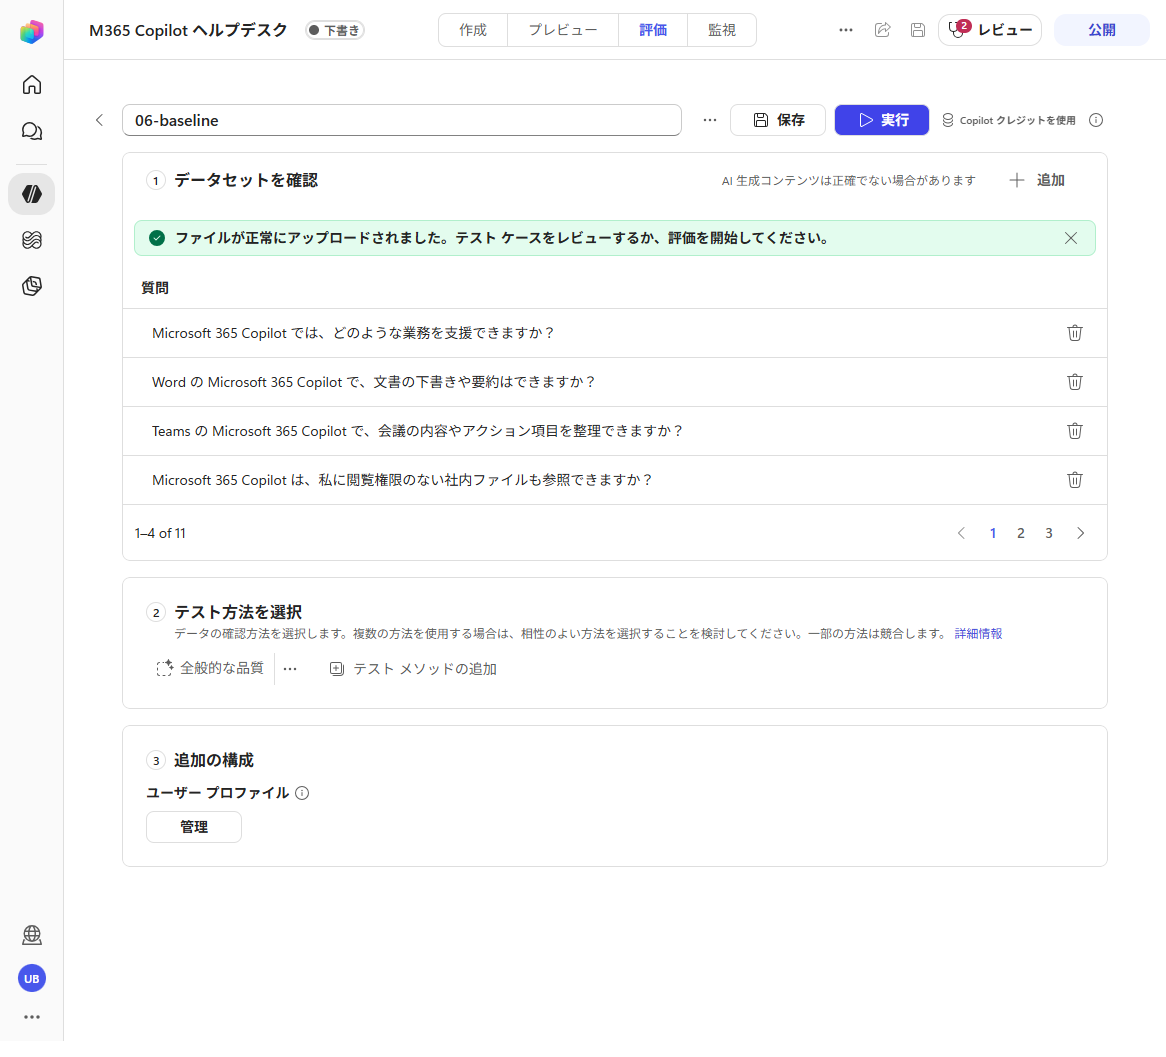 M365 Copilot ヘルプデスク
下書き
作成
プレビュー
評価
監視
2
レビュー
公開
06-baseline
保存
実行
Copilot クレジットを使用
1
データセットを確認
AI 生成コンテンツは正確でない場合があります
追加
ファイルが正常にアップロードされました。テスト ケースをレビューするか、評価を開始してください。
質問
Microsoft 365 Copilot では、どのような業務を支援できますか？
Word の Microsoft 365 Copilot で、文書の下書きや要約はできますか？
Teams の Microsoft 365 Copilot で、会議の内容やアクション項目を整理できますか？
Microsoft 365 Copilot は、私に閲覧権限のない社内ファイルも参照できますか？
1–4 of 11
1 2 3
2
テスト方法を選択
データの確認方法を選択します。複数の方法を使用する場合は、相性のよい方法を選択することを検討してください。一部の方法は競合します。 詳細情報
全般的な品質
テスト メソッドの追加
3
追加の構成
ユーザー プロファイル
管理
UB